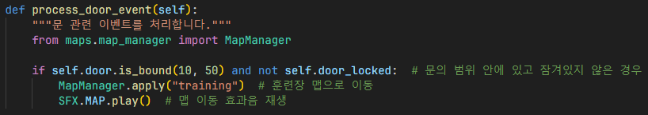 def process_door_event(self):
    """문 관련 이벤트를 처리합니다."""
    from maps.map_manager import MapManager

    if self.door.is_bound(10, 50) and not self.door_locked:  # 문의 범위 안에 있고 잠겨있지 않은 경우
        MapManager.apply("training")  # 훈련장 맵으로 이동
        SFX.MAP.play()  # 맵 이동 효과음 재생